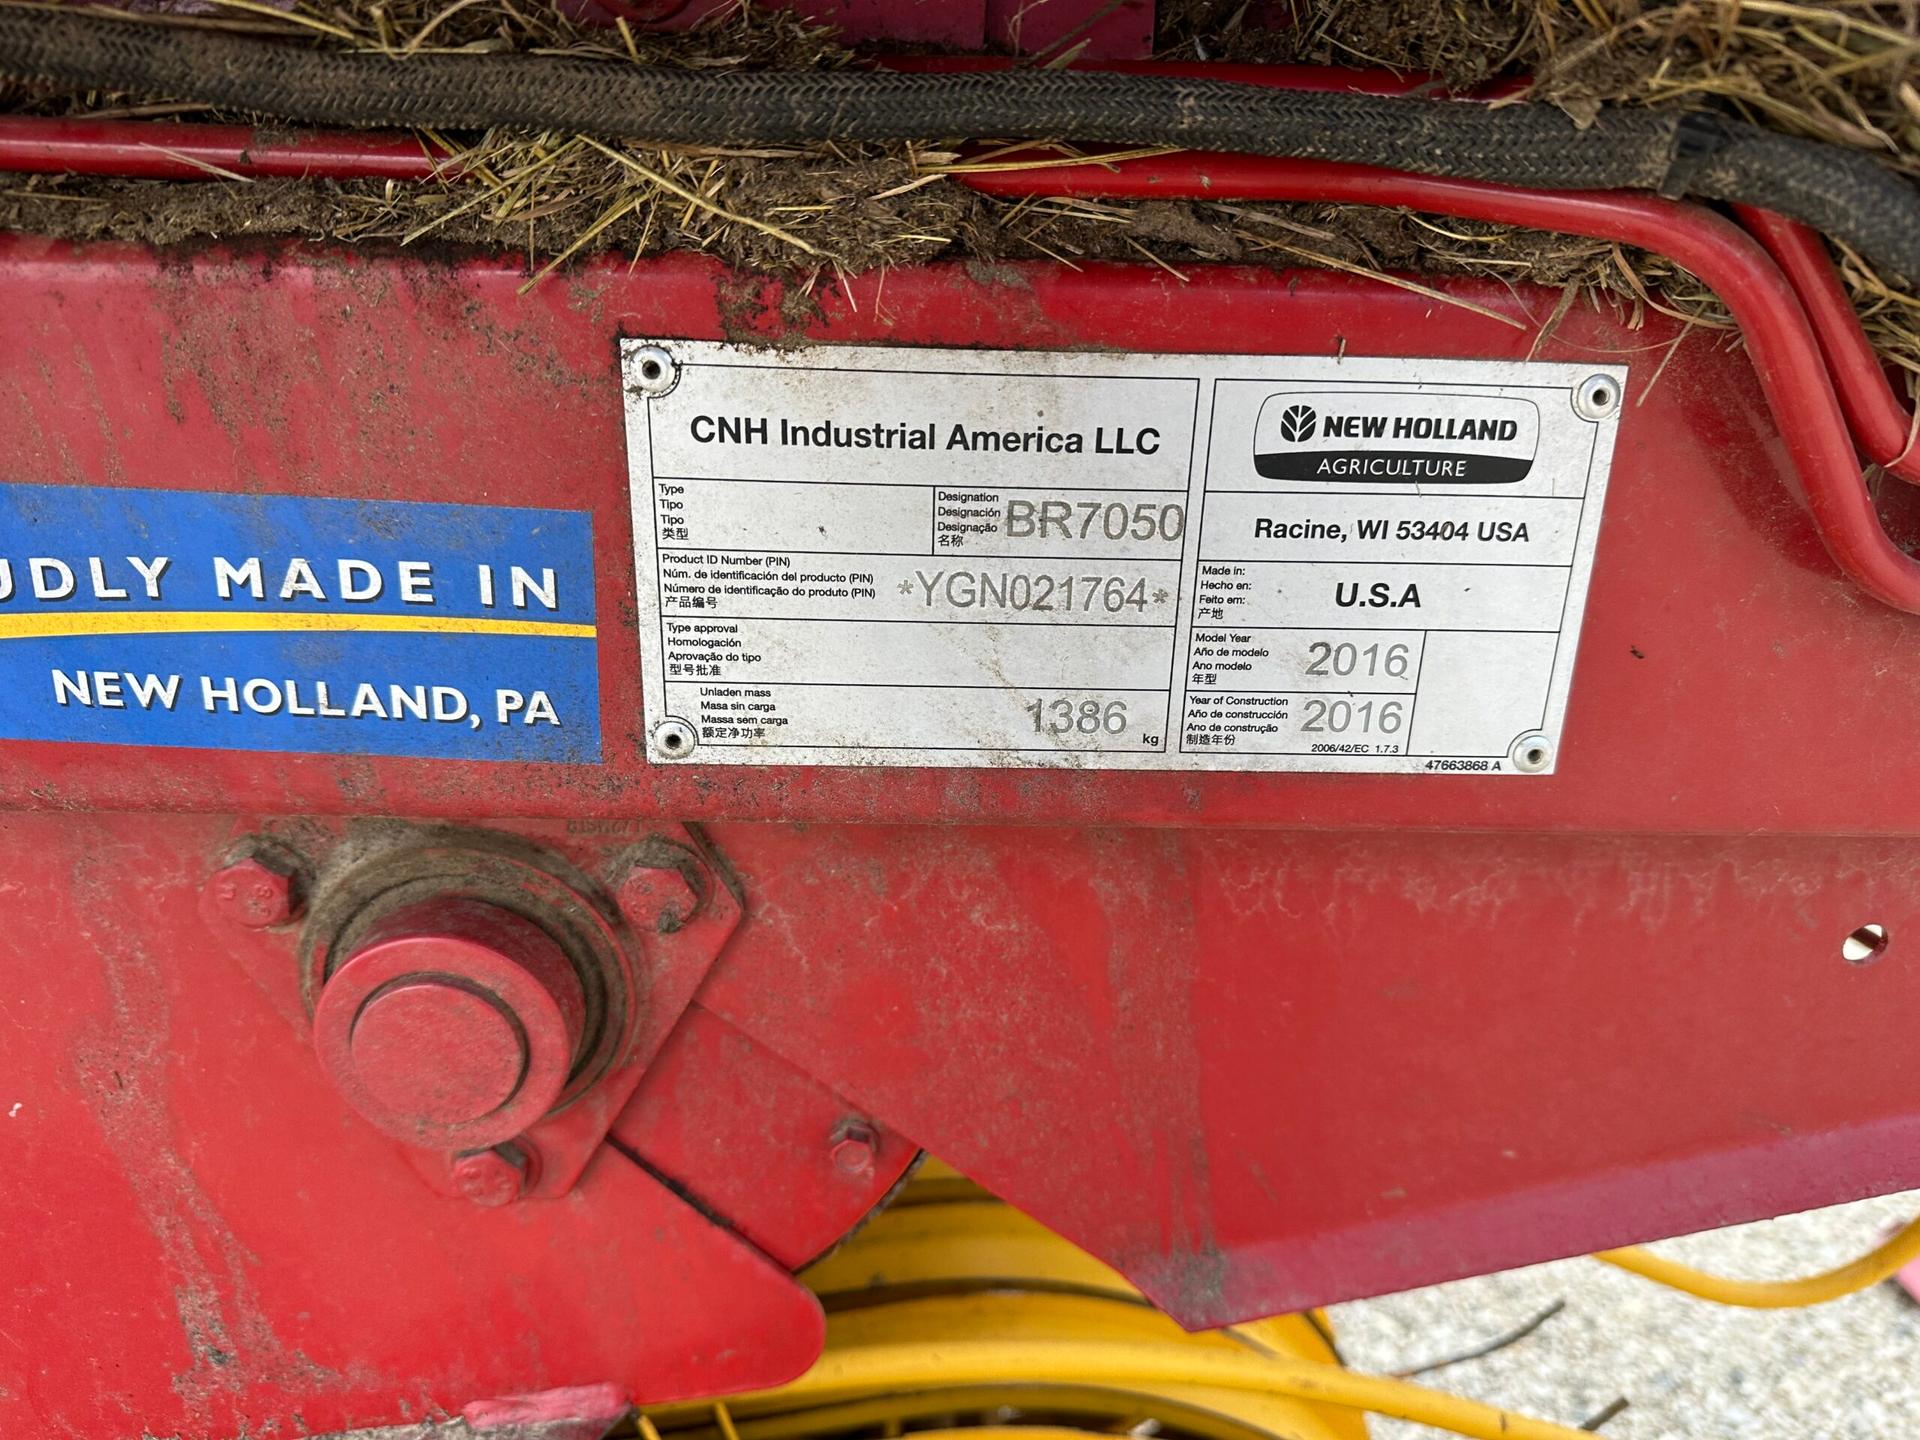 UDLY MADE IN
NEW HOLLAND, PA
CNH Industrial America LLC
Type
Tipo
Tipo
类型
Designation
Designación
Designação
名称
BR7050
Product ID Number (PIN)
Núm. de identificación del producto (PIN)
Número de identificação do produto (PIN)
产品编号
*YGN021764*
Type approval
Homologación
Aprovação do tipo
型号批准
Unladen mass
Masa sin carga
Massa sem carga
额定净功率
1386
kg
NEW HOLLAND
AGRICULTURE
Racine, WI 53404 USA
Made in:
Hecho en:
Feito em:
产地
U.S.A
Model Year
Año de modelo
Ano modelo
年型
2016
Year of Construction
Año de construcción
Ano de construção
制造年份
2016
2006/42/EC 1.7.3
47663868 A